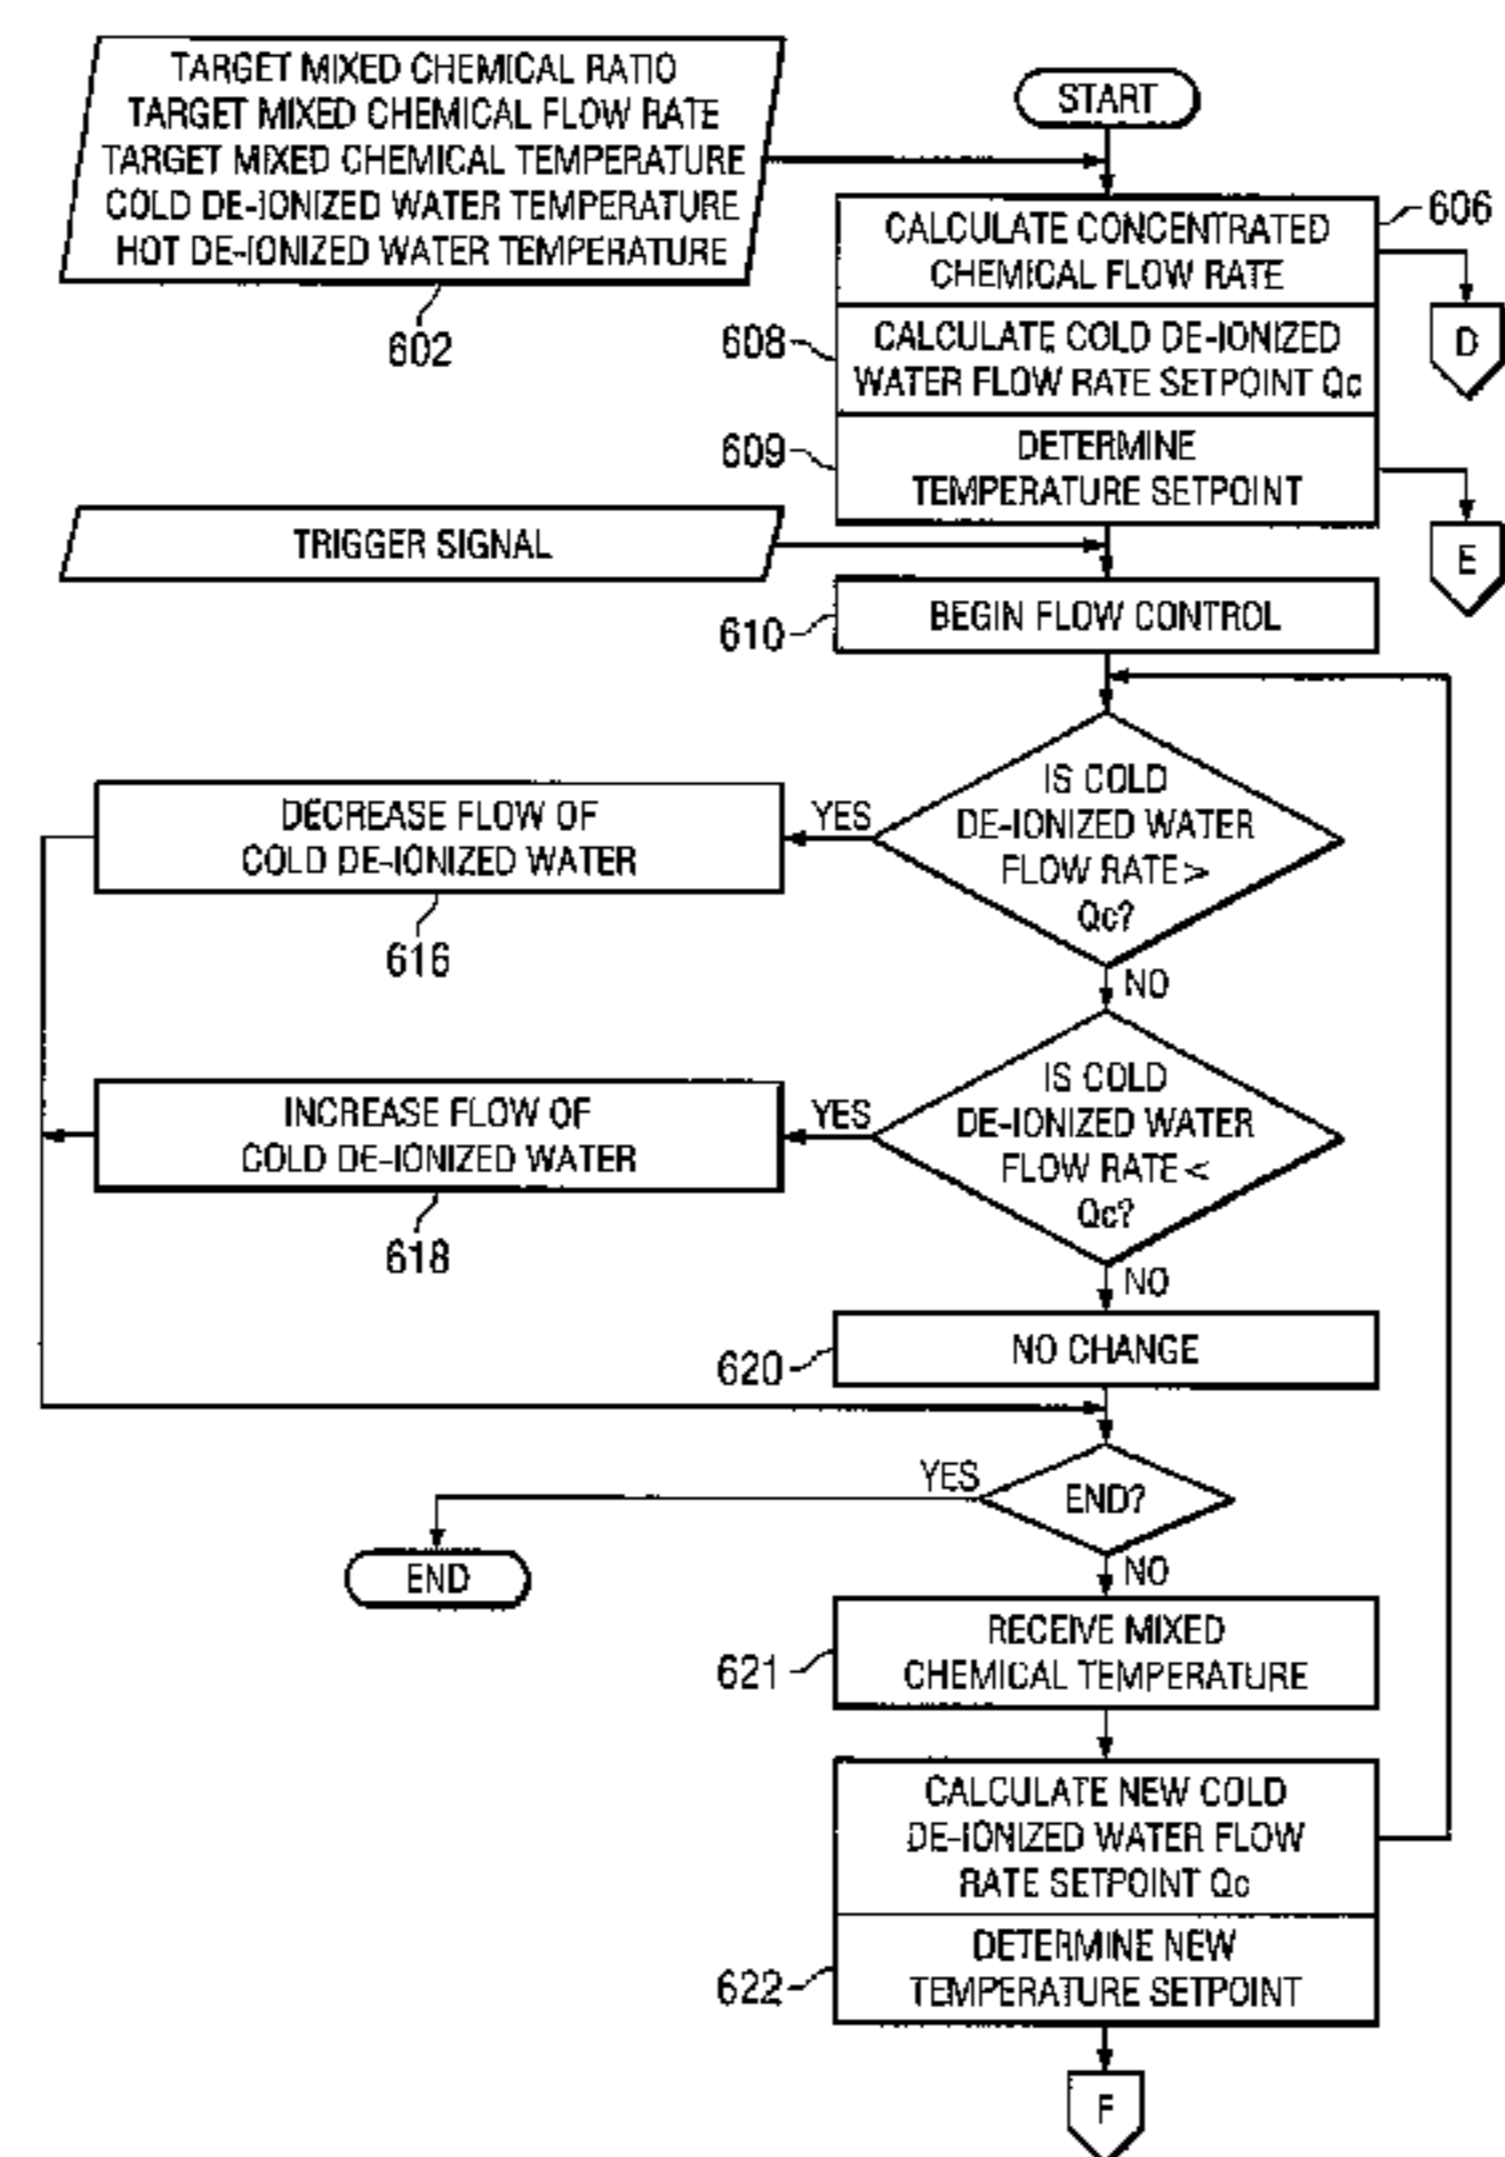 TARGET MIXED CHEMICAL RATIO
TARGET MIXED CHEMICAL FLOW RATE
TARGET MIXED CHEMICAL TEMPERATURE
COLD DE-IONIZED WATER TEMPERATURE
HOT DE-IONIZED WATER TEMPERATURE
602
START
CALCULATE CONCENTRATED
CHEMICAL FLOW RATE
606
D
608
CALCULATE COLD DE-IONIZED
WATER FLOW RATE SETPOINT Qc
609
DETERMINE
TEMPERATURE SETPOINT
E
TRIGGER SIGNAL
610
BEGIN FLOW CONTROL
IS COLD
DE-IONIZED WATER
FLOW RATE >
Qc?
YES
DECREASE FLOW OF
COLD DE-IONIZED WATER
616
NO
IS COLD
DE-IONIZED WATER
FLOW RATE <
Qc?
YES
INCREASE FLOW OF
COLD DE-IONIZED WATER
618
NO
620
NO CHANGE
END?
YES
END
NO
621
RECEIVE MIXED
CHEMICAL TEMPERATURE
CALCULATE NEW COLD
DE-IONIZED WATER FLOW
RATE SETPOINT Qc
622
DETERMINE NEW
TEMPERATURE SETPOINT
F